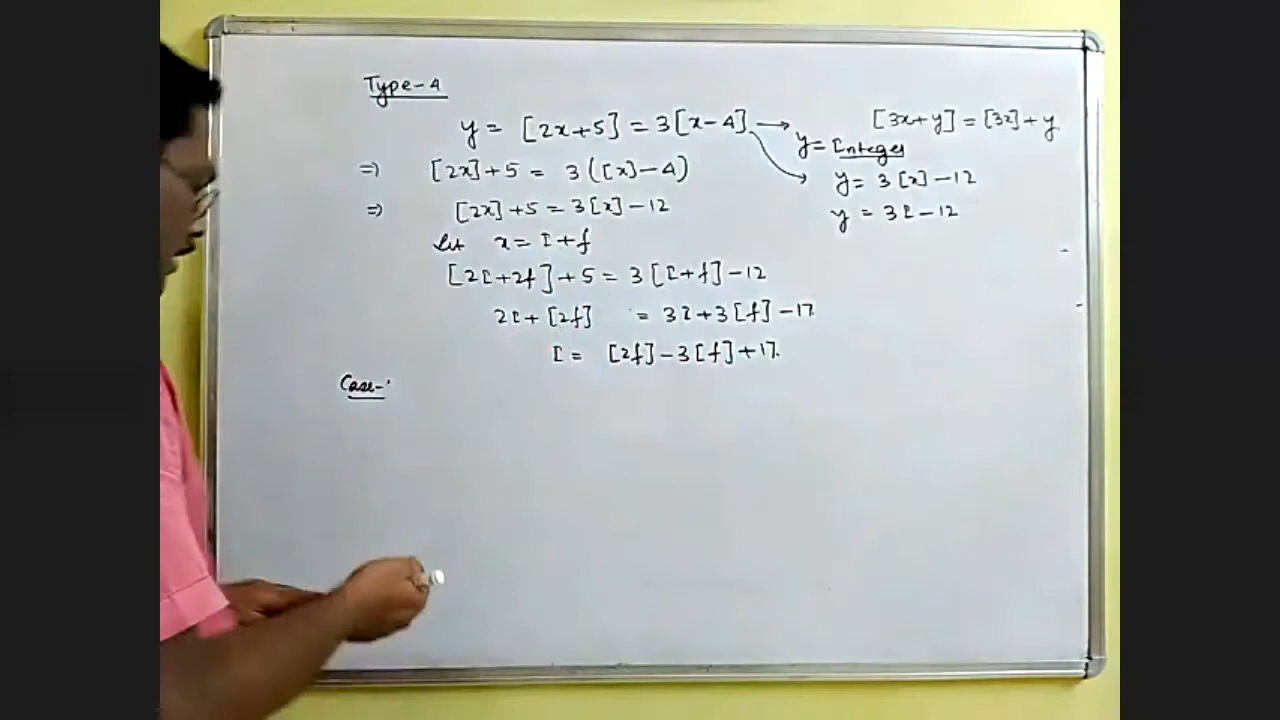 Type-4
y = [2x+5] = 3[x-4] → [3x+y] = [3x]+y
y = Integer
⇒) [2x]+5 = 3([x]-4)
y = 3[x]-12
⇒) [2x]+5 = 3[x]-12
y = 3I-12
let x = I+f
[2I+2f]+5 = 3[I+f]-12
2I+[2f] = 3I+3[f]-17
I = [2f]-3[f]+17.
Case-